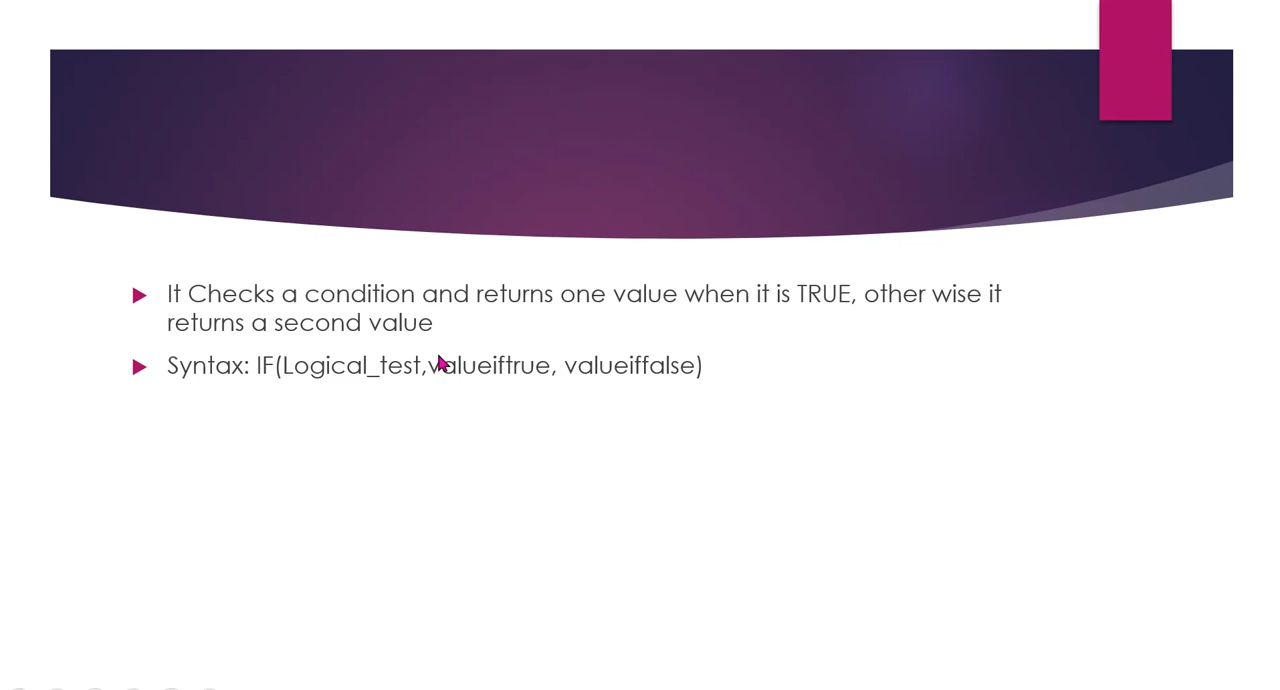 It Checks a condition and returns one value when it is TRUE, other wise it
returns a second value
Syntax: IF(Logical_test,valueiftrue, valueiffalse)